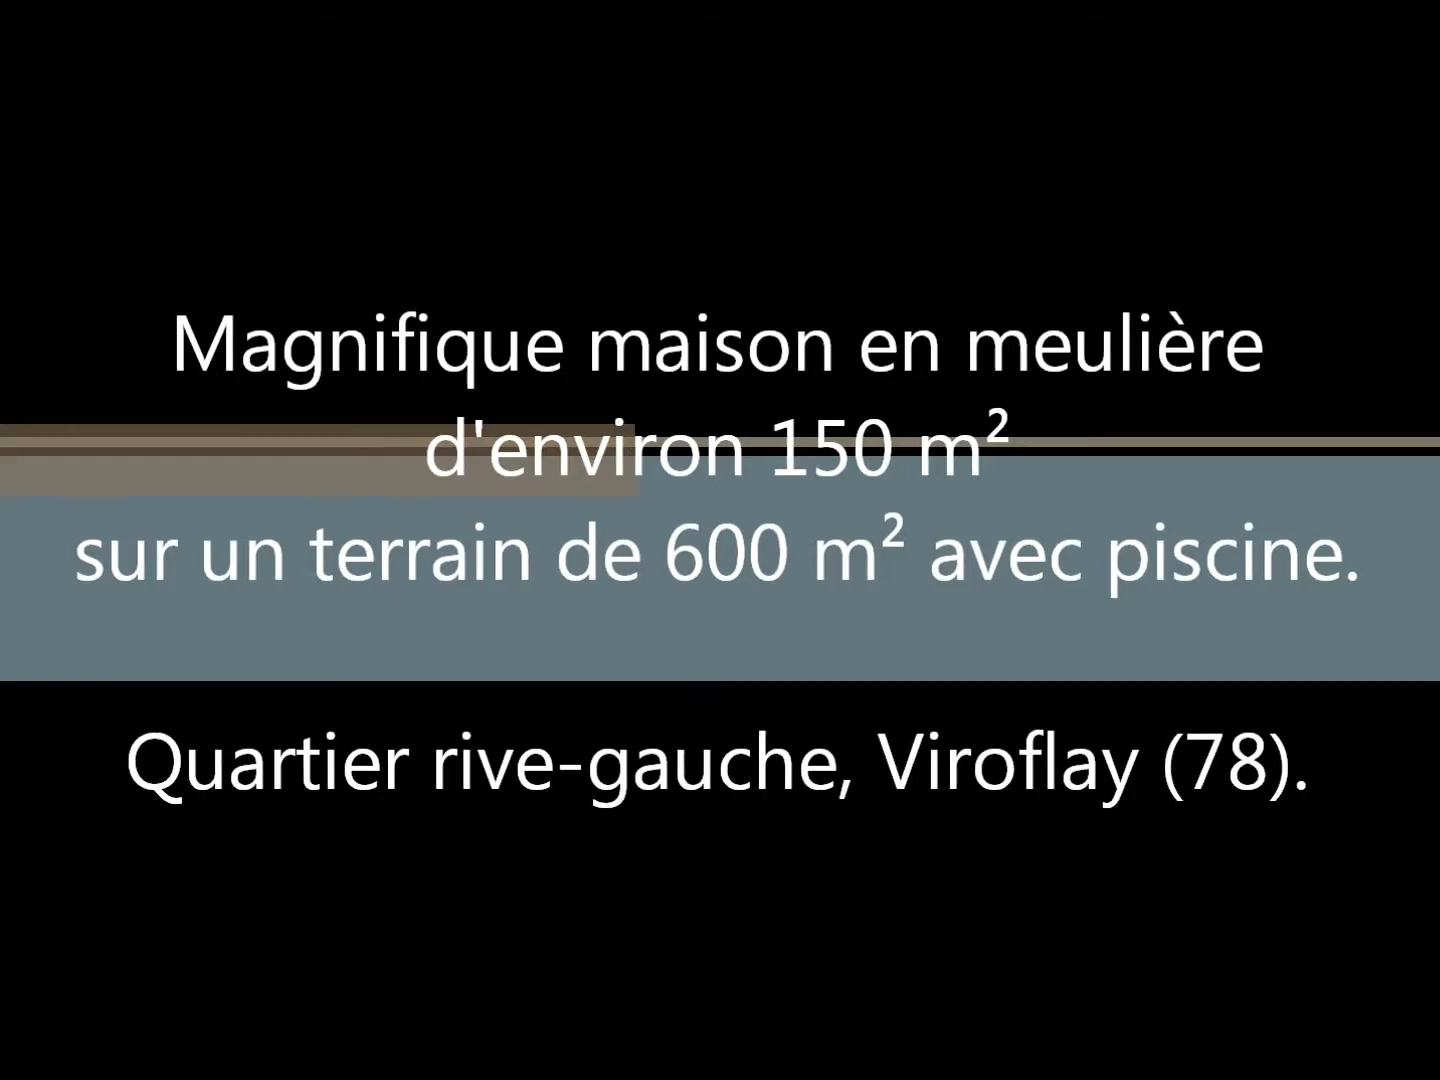 Magnifique maison en meulière
d'environ 150 m²
sur un terrain de 600 m² avec piscine.
Quartier rive-gauche, Viroflay (78).